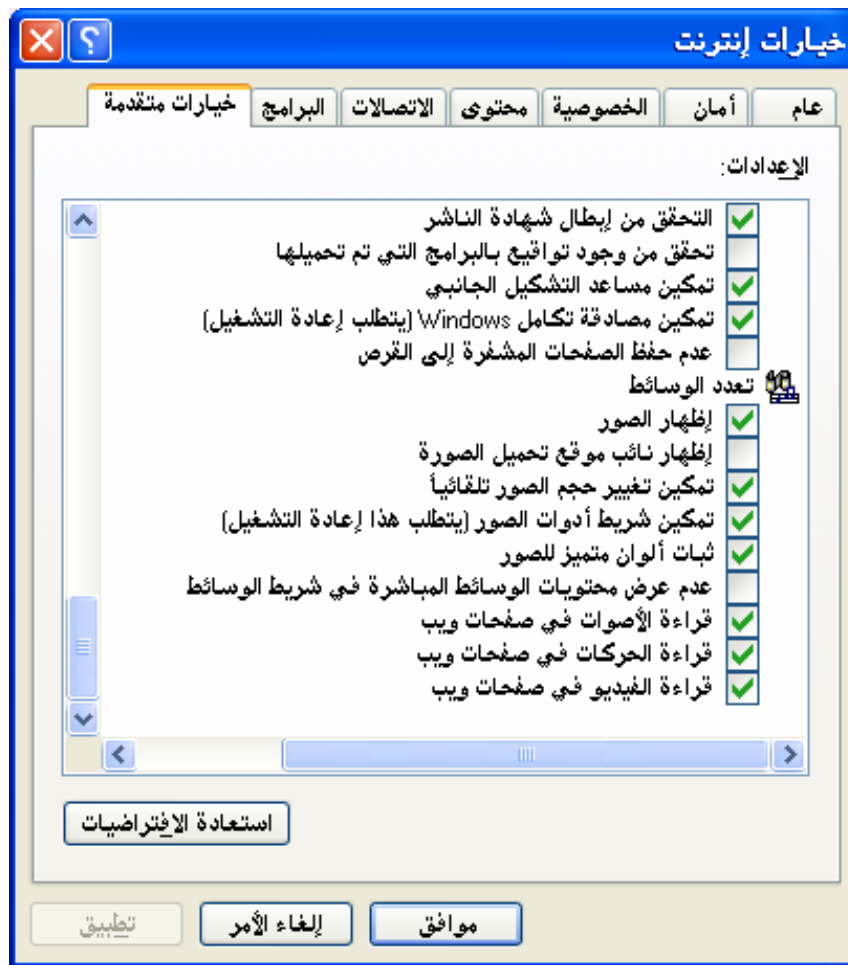 خيارات إنترنت
عام أمان الخصوصية محتوى الاتصالات البرامج خيارات متقدمة
الإعدادات:
التحقق من إبطال شهادة الناشر
تحقق من وجود تواقيع بالبرامج التي تم تحميلها
تمكين مساعد التشكيل الجانبي
تمكين مصادقة تكامل Windows (يتطلب إعادة التشغيل)
عدم حفظ الصفحات المشفرة إلى القرص
تعدد الوسائط
إظهار الصور
إظهار نائب موقع تحميل الصورة
تمكين تغيير حجم الصور تلقائياً
تمكين شريط أدوات الصور (يتطلب هذا إعادة التشغيل)
ثبات ألوان متميز للصور
عدم عرض محتويات الوسائط المباشرة في شريط الوسائط
قراءة الأصوات في صفحات ويب
قراءة الحركات في صفحات ويب
قراءة الفيديو في صفحات ويب
استعادة الافتراضيات
موافق إلغاء الأمر تطبيق